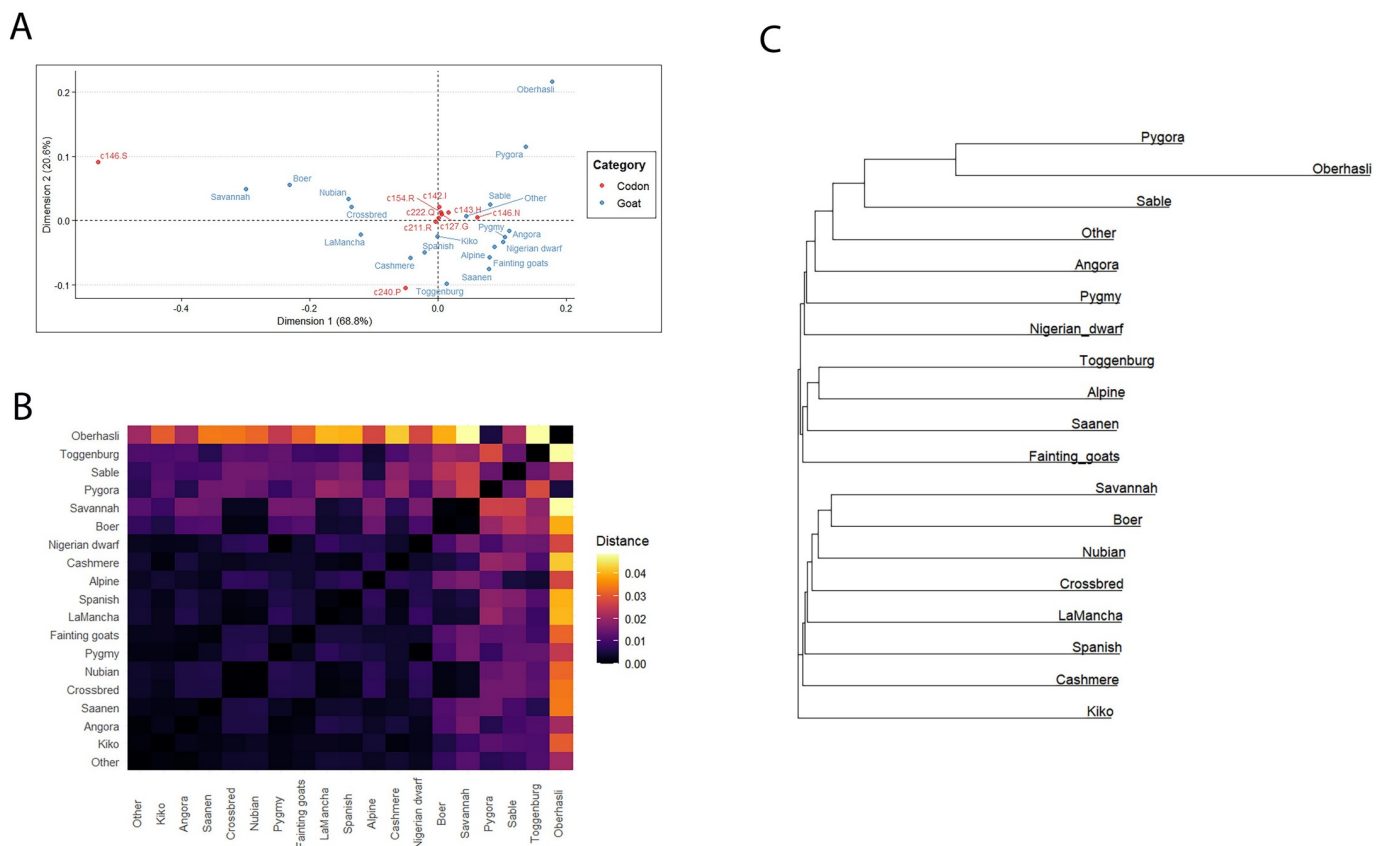 A
0.2
0.1
0.0
-0.1
-0.4
-0.2
0.0
0.2
Dimension 2 (20.6%)
Dimension 1 (68.8%)
Oberhasli
Pygora
c146.S
Boer
Savannah
Nubian
Crossbred
LaMancha
c154.R
c142.I
c222.Q
c143.H
c146.N
c211.R
c127.G
Sable
Other
Kiko
Spanish
Cashmere
Pygmy
Angora
Nigerian dwarf
Alpine
Fainting goats
Saanen
c240.P
Toggenburg
Category
Codon
Goat
B
Oberhasli
Toggenburg
Sable
Pygora
Savannah
Boer
Nigerian dwarf
Cashmere
Alpine
Spanish
LaMancha
Fainting goats
Pygmy
Nubian
Crossbred
Saanen
Angora
Kiko
Other
Other
Kiko
Angora
Saanen
Crossbred
Nubian
Pygmy
Fainting goats
LaMancha
Spanish
Alpine
Cashmere
Nigerian dwarf
Boer
Savannah
Pygora
Sable
Toggenburg
Oberhasli
Distance
0.04
0.03
0.02
0.01
0.00
C
Pygora
Oberhasli
Sable
Other
Angora
Pygmy
Nigerian_dwarf
Toggenburg
Alpine
Saanen
Fainting_goats
Savannah
Boer
Nubian
Crossbred
LaMancha
Spanish
Cashmere
Kiko